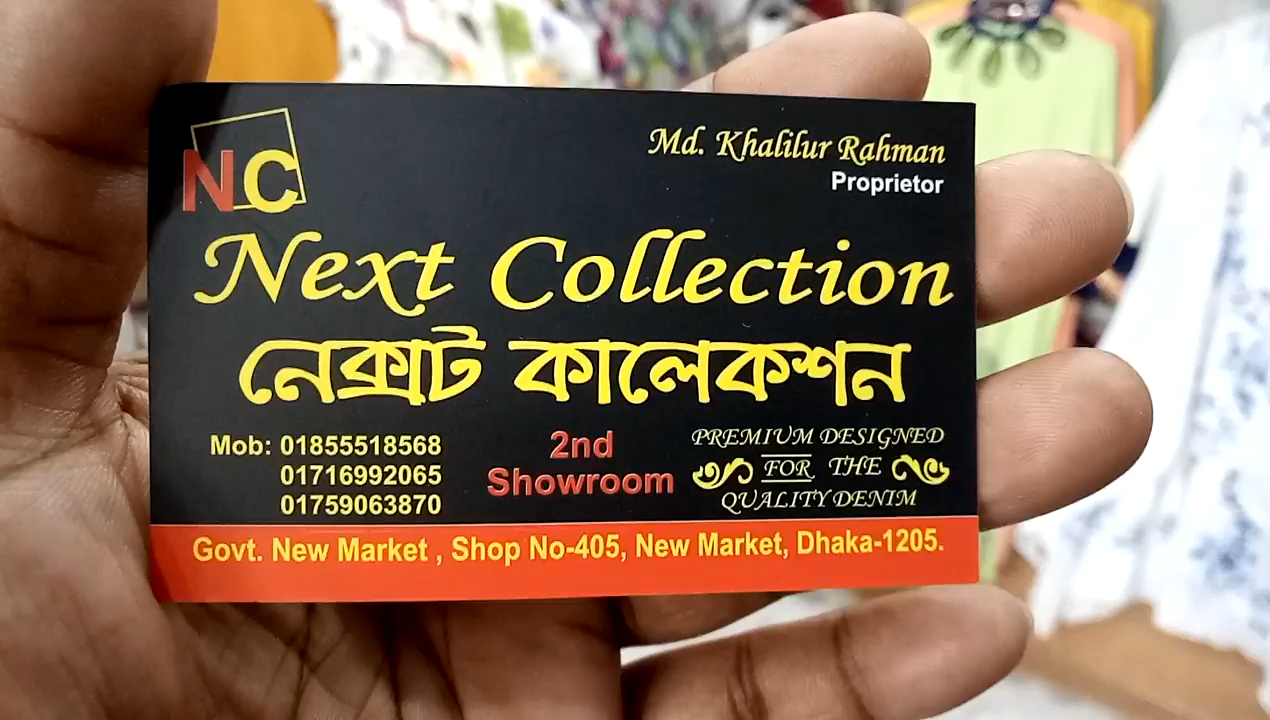 NC
Md. Khalilur Rahman
Proprietor
Next Collection
নেক্সট কালেকশন
Mob: 01855518568
01716992065
01759063870
2nd
Showroom
PREMIUM DESIGNED
FOR THE
QUALITY DENIM
Govt. New Market , Shop No-405, New Market, Dhaka-1205.